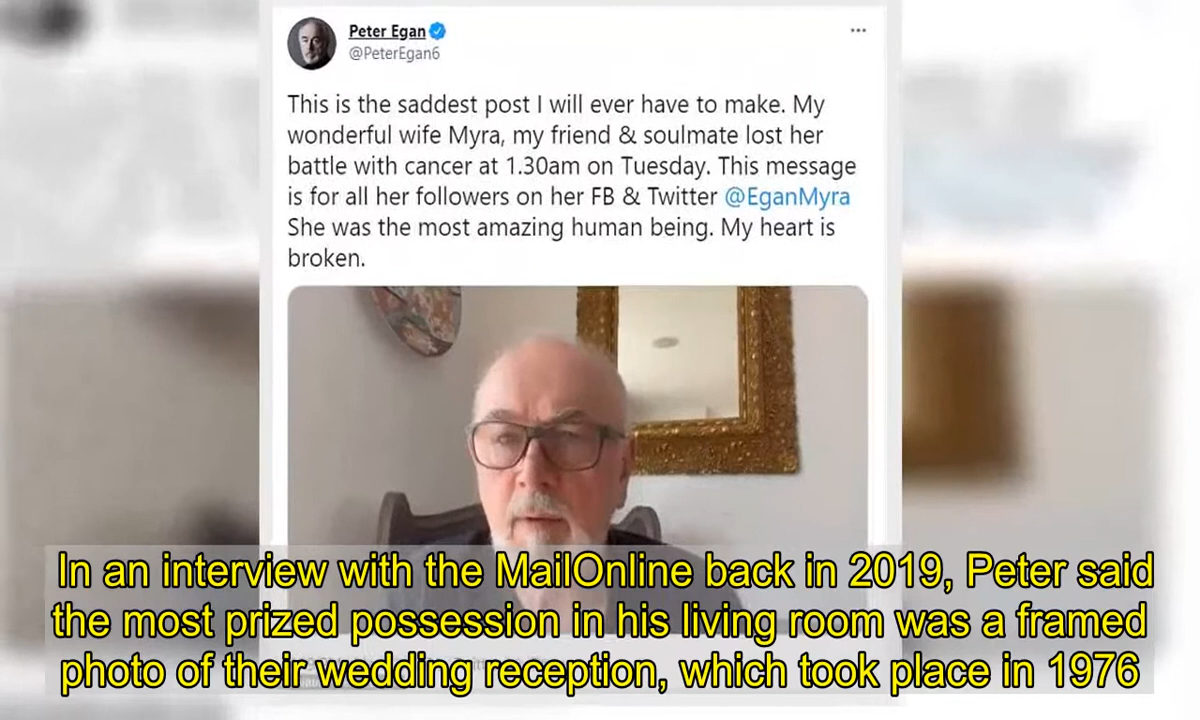 Peter Egan
@PeterEgan6
This is the saddest post I will ever have to make. My
wonderful wife Myra, my friend & soulmate lost her
battle with cancer at 1.30am on Tuesday. This message
is for all her followers on her FB & Twitter @EganMyra
She was the most amazing human being. My heart is
broken.
In an interview with the MailOnline back in 2019, Peter said
the most prized possession in his living room was a framed
photo of their wedding reception, which took place in 1976